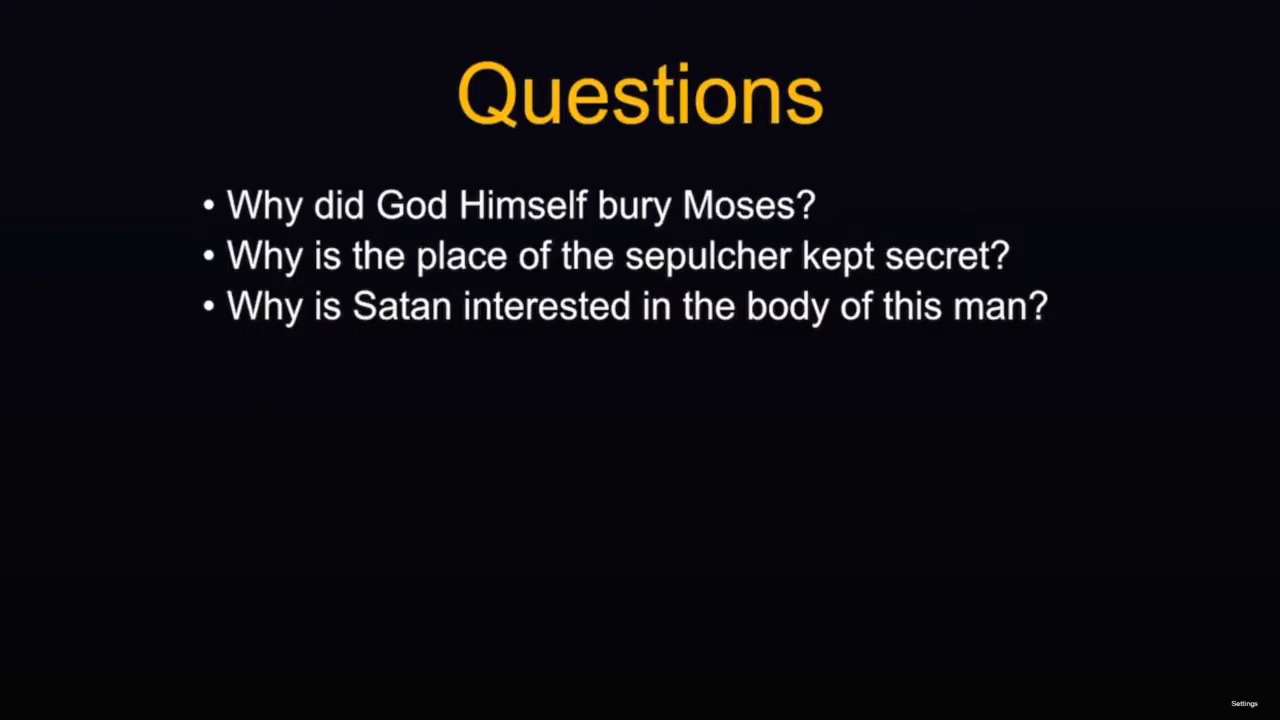 Questions
• Why did God Himself bury Moses?
• Why is the place of the sepulcher kept secret?
• Why is Satan interested in the body of this man?
Settings